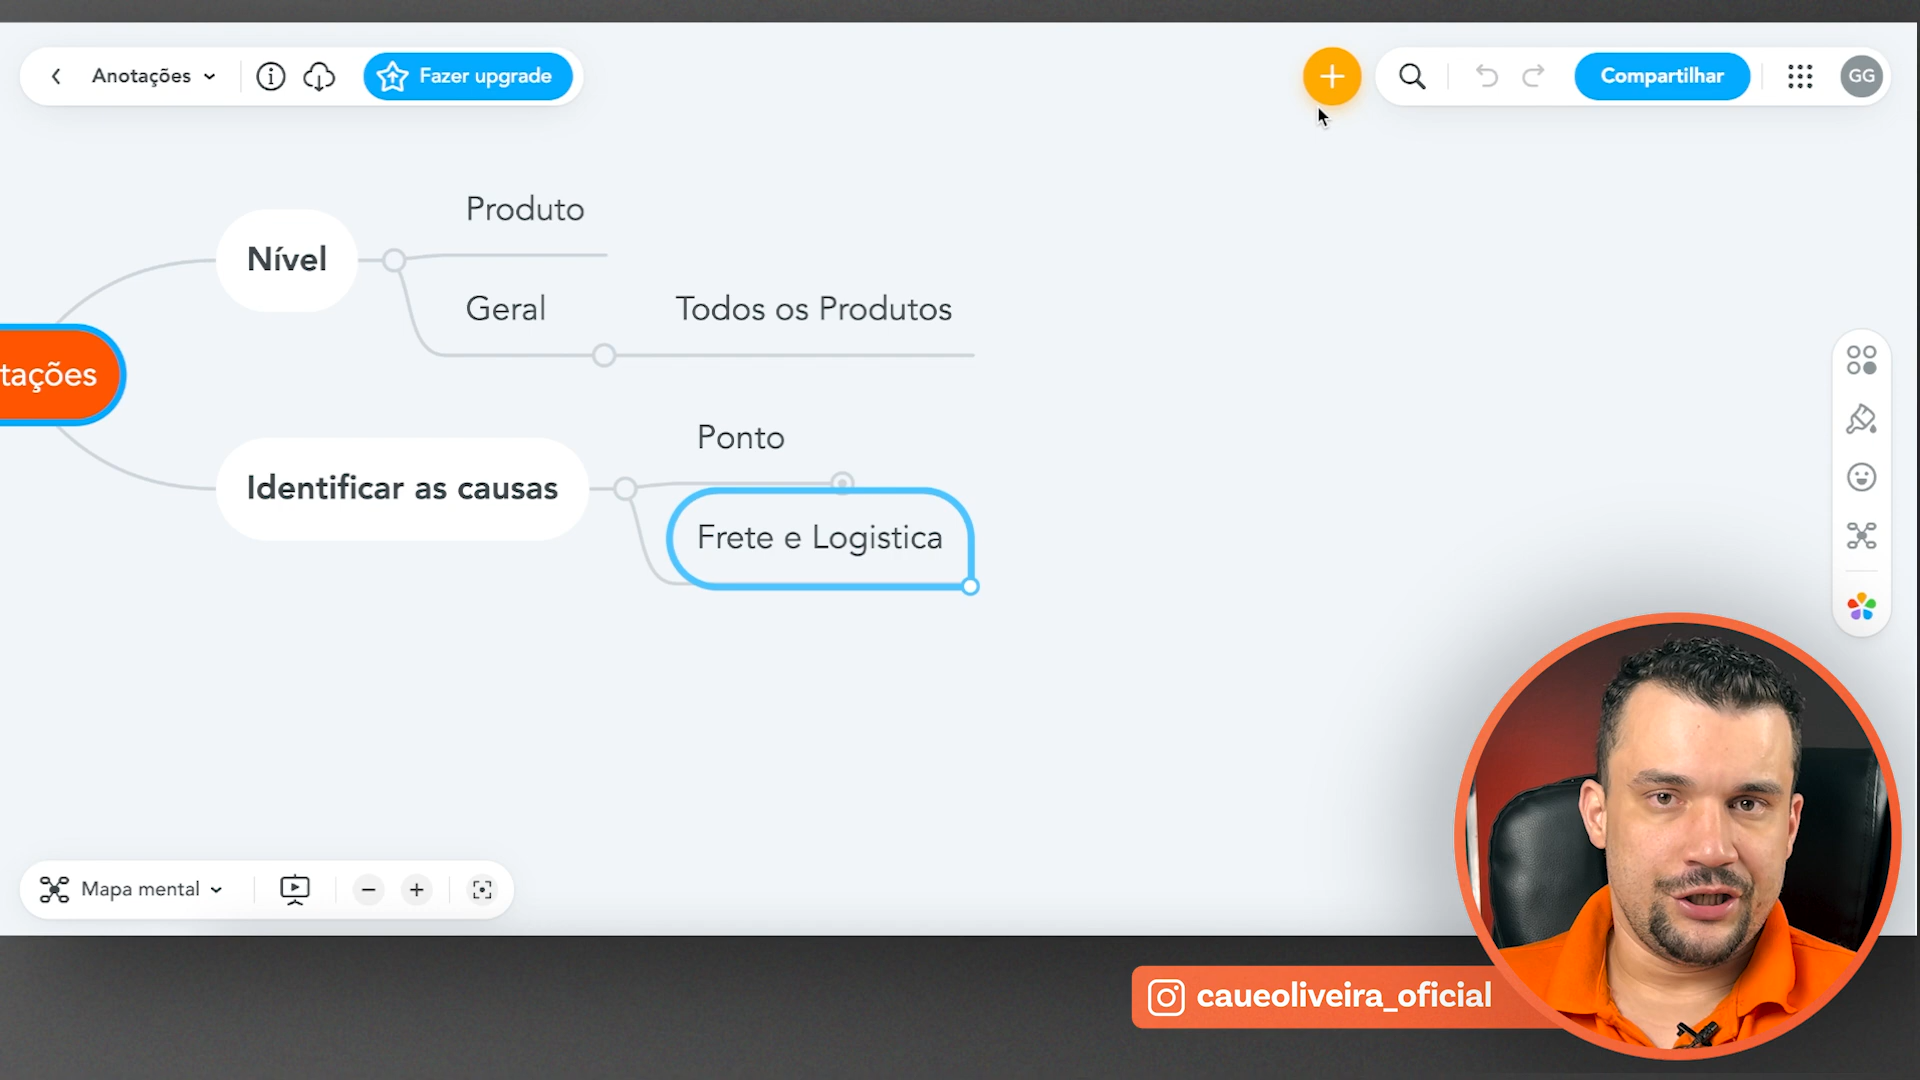 Anotações
Fazer upgrade
Compartilhar
GG
Produto
Nível
Geral
Todos os Produtos
tações
Ponto
Identificar as causas
Frete e Logistica
Mapa mental
caueoliveira_oficial